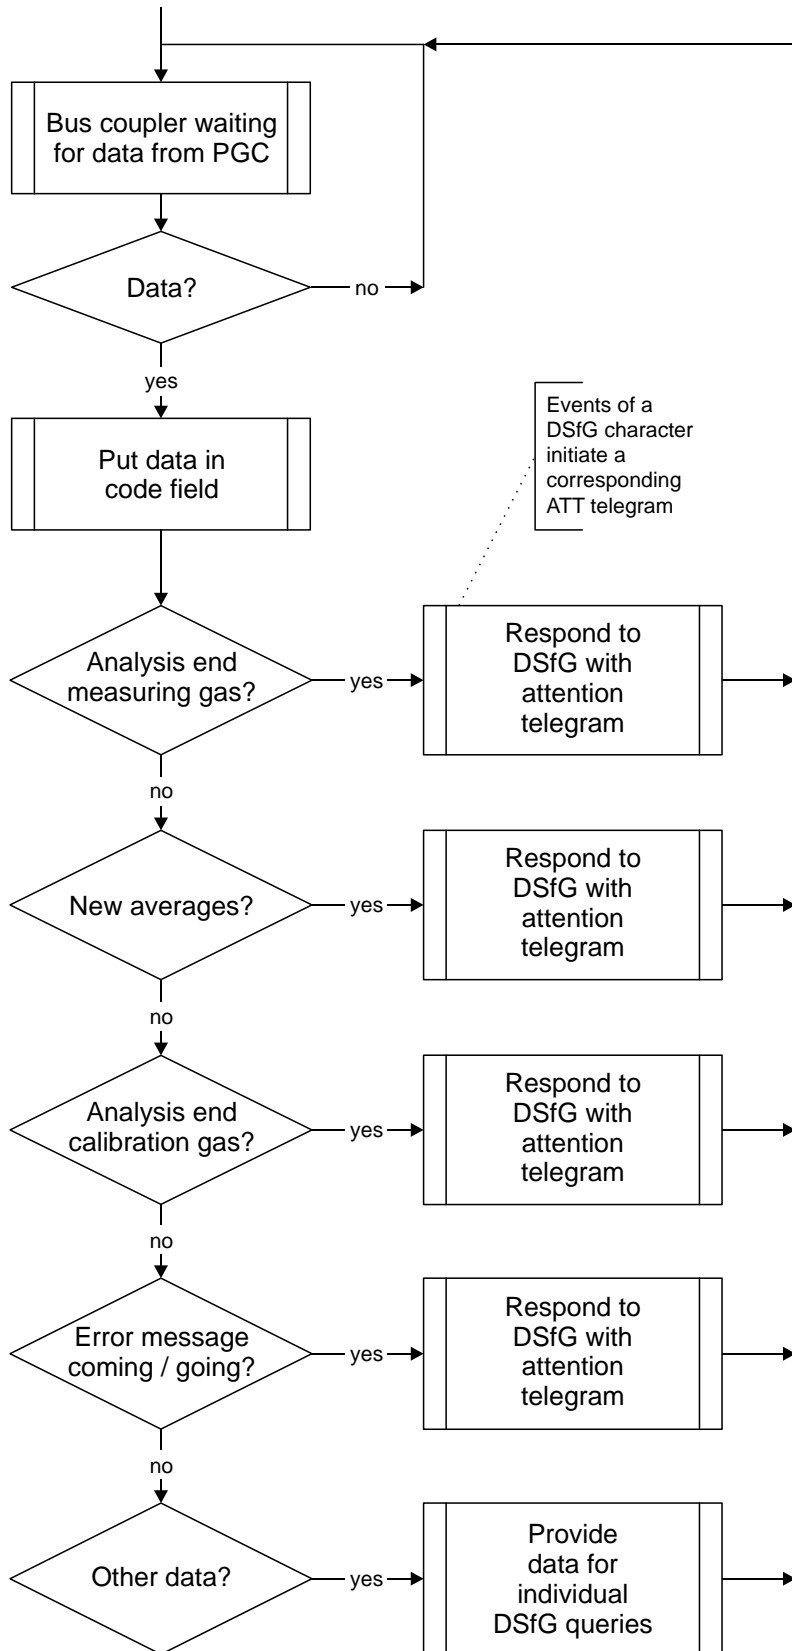 Bus coupler waiting
for data from PGC
Data?
no
yes
Put data in
code field
Events of a
DSfG character
initiate a
corresponding
ATT telegram
Analysis end
measuring gas?
yes
Respond to
DSfG with
attention
telegram
no
New averages?
yes
Respond to
DSfG with
attention
telegram
no
Analysis end
calibration gas?
yes
Respond to
DSfG with
attention
telegram
no
Error message
coming / going?
yes
Respond to
DSfG with
attention
telegram
no
Other data?
yes
Provide
data for
individual
DSfG queries